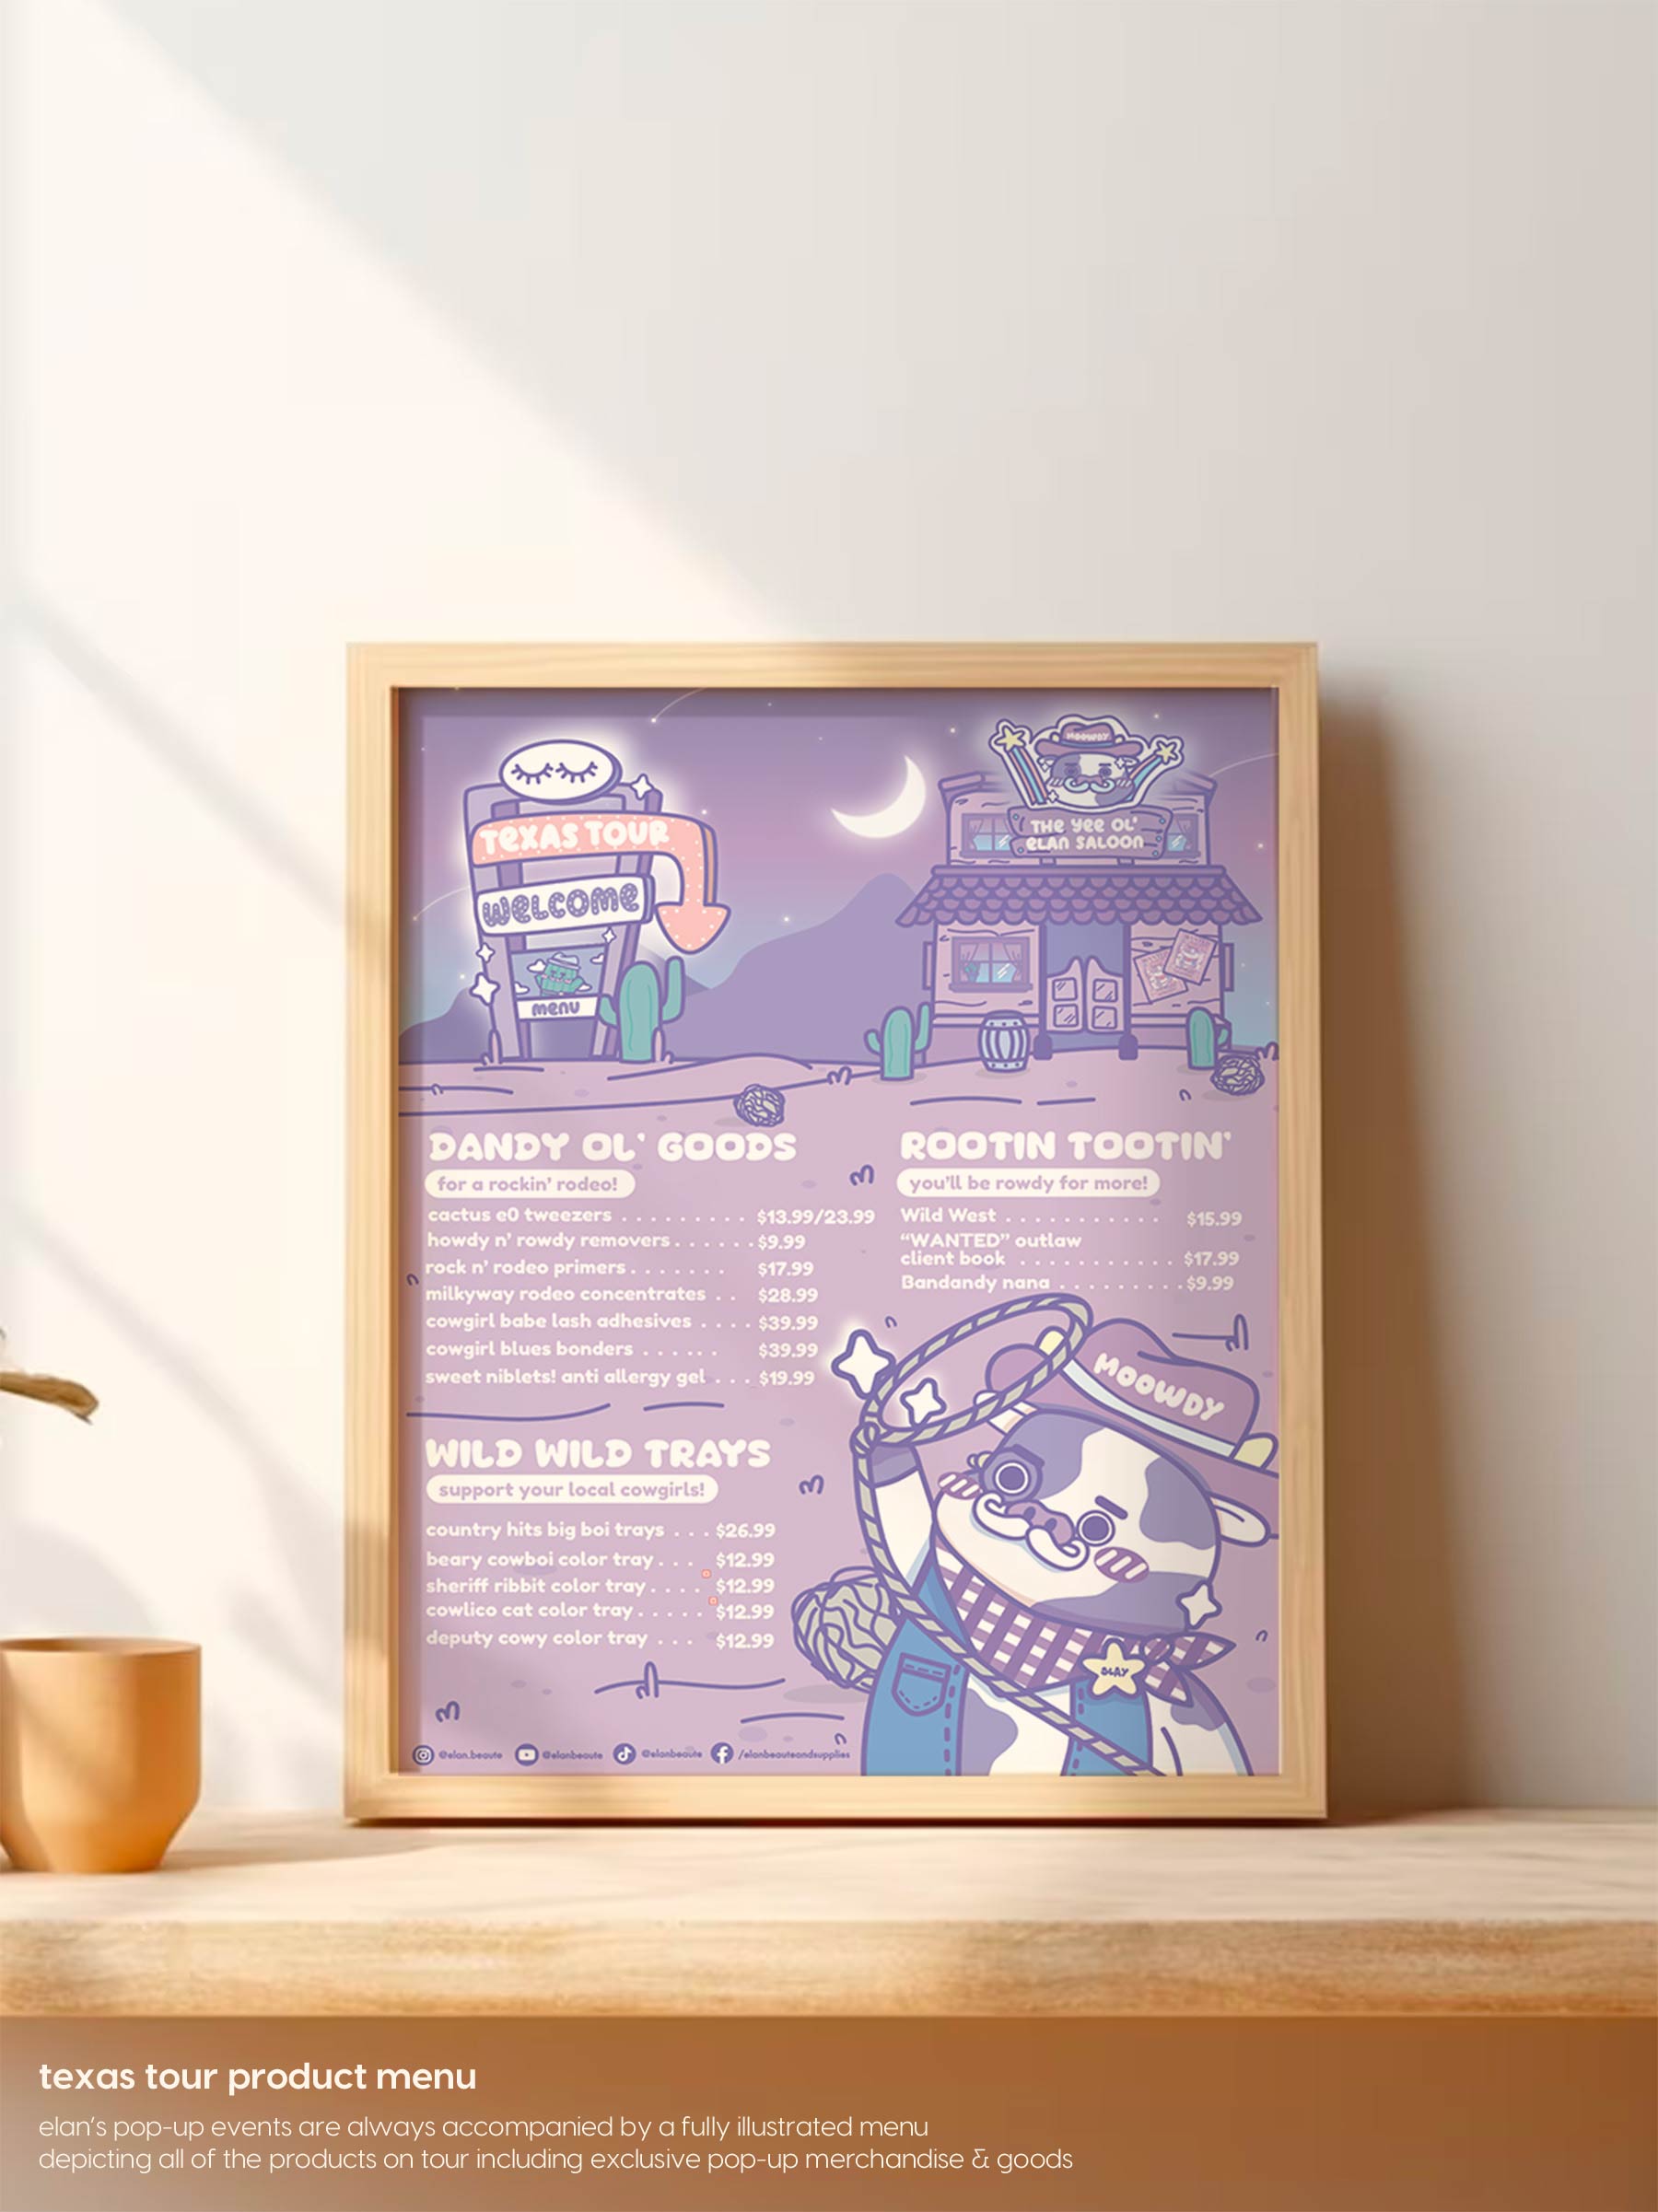 TEXAS TOUR
WELCOME
menu
MOOWDY
THE YEE OL'
ELAN SALOON
DANDY OL' GOODS
for a rockin' rodeo!
cactus e0 tweezers . . . . . . . . . $13.99/23.99
howdy n' rowdy removers . . . . . . $9.99
rock n' rodeo primers . . . . . . . $17.99
milkyway rodeo concentrates . . $28.99
cowgirl babe lash adhesives . . . . $39.99
cowgirl blues bonders . . . . . . $39.99
sweet niblets! anti allergy gel . . . $19.99
ROOTIN TOOTIN'
you'll be rowdy for more!
Wild West . . . . . . . . . . . $15.99
“WANTED” outlaw
client book . . . . . . . . . . . $17.99
Bandandy nana . . . . . . . . . $9.99
WILD WILD TRAYS
support your local cowgirls!
country hits big boi trays . . . $26.99
beary cowboi color tray . . . $12.99
sheriff ribbit color tray . . . . $12.99
cowlico cat color tray . . . . . $12.99
deputy cowy color tray . . . $12.99
MOOWDY
SLAY
@elan.beaute @elanbeaute @elanbeaute /elanbeauteandsupplies
texas tour product menu
elan's pop-up events are always accompanied by a fully illustrated menu
depicting all of the products on tour including exclusive pop-up merchandise & goods